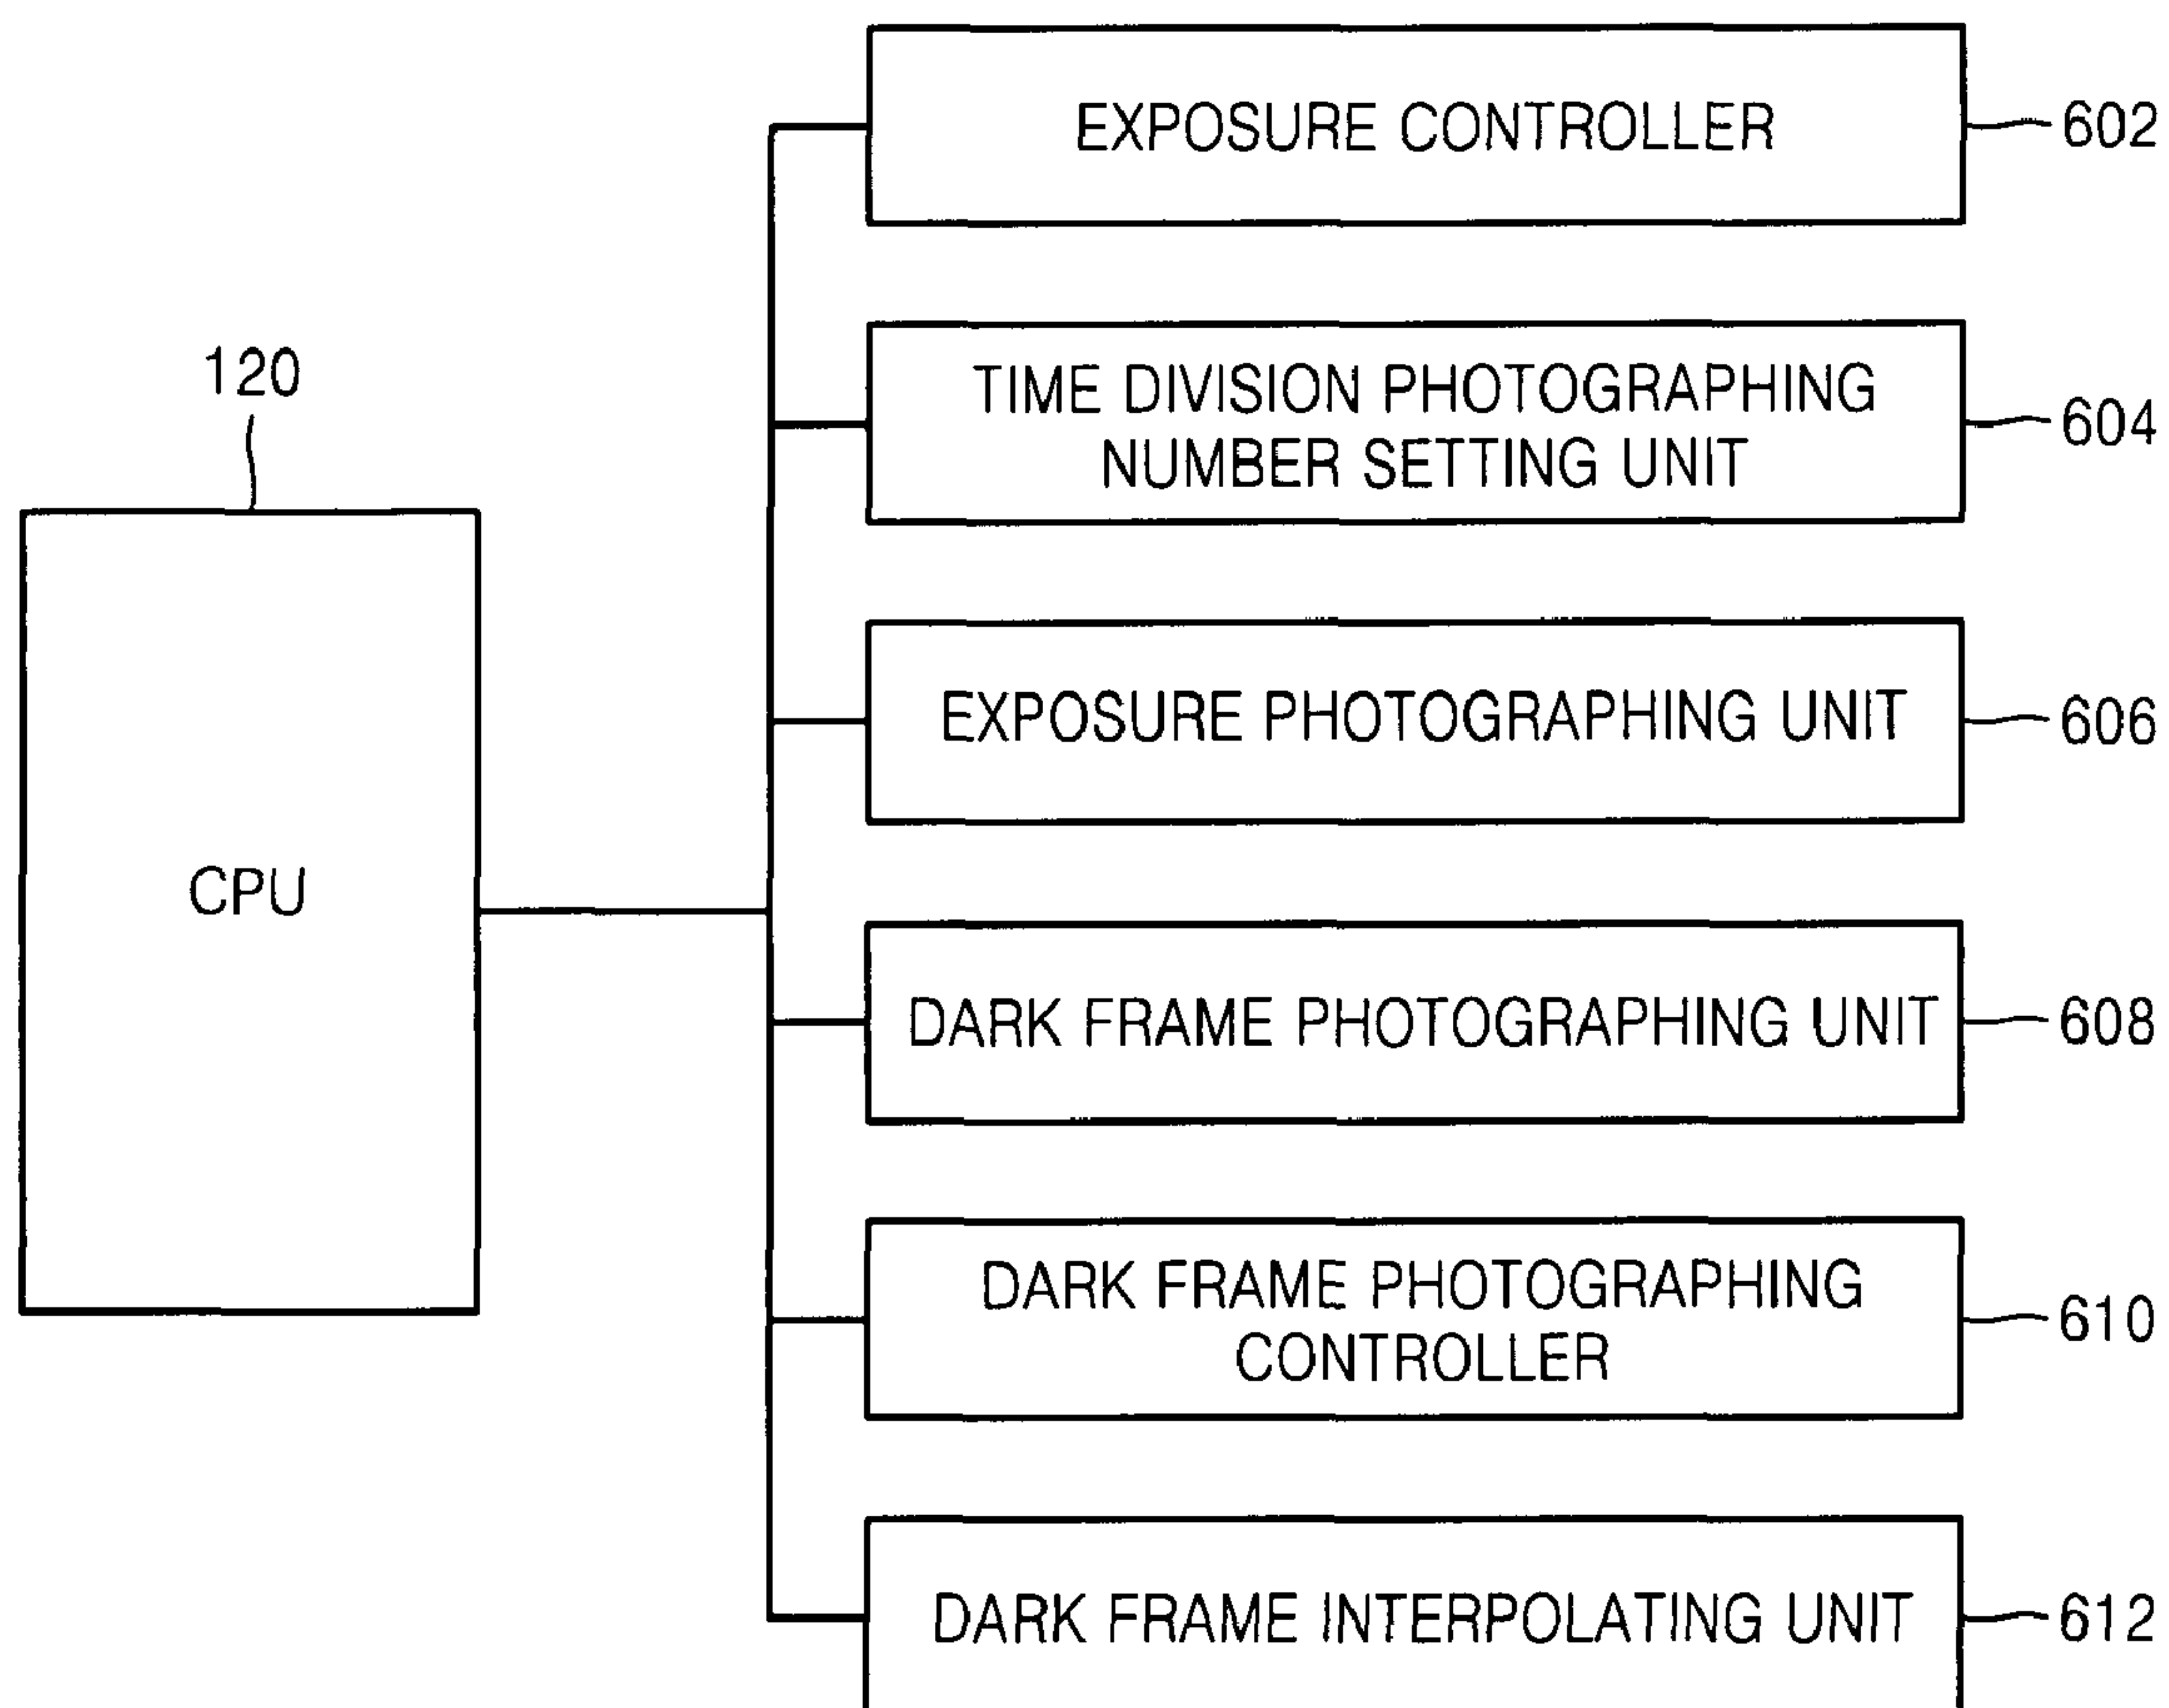 EXPOSURE CONTROLLER
602
TIME DIVISION PHOTOGRAPHING
NUMBER SETTING UNIT
604
120
CPU
EXPOSURE PHOTOGRAPHING UNIT
606
DARK FRAME PHOTOGRAPHING UNIT
608
DARK FRAME PHOTOGRAPHING
CONTROLLER
610
DARK FRAME INTERPOLATING UNIT
612